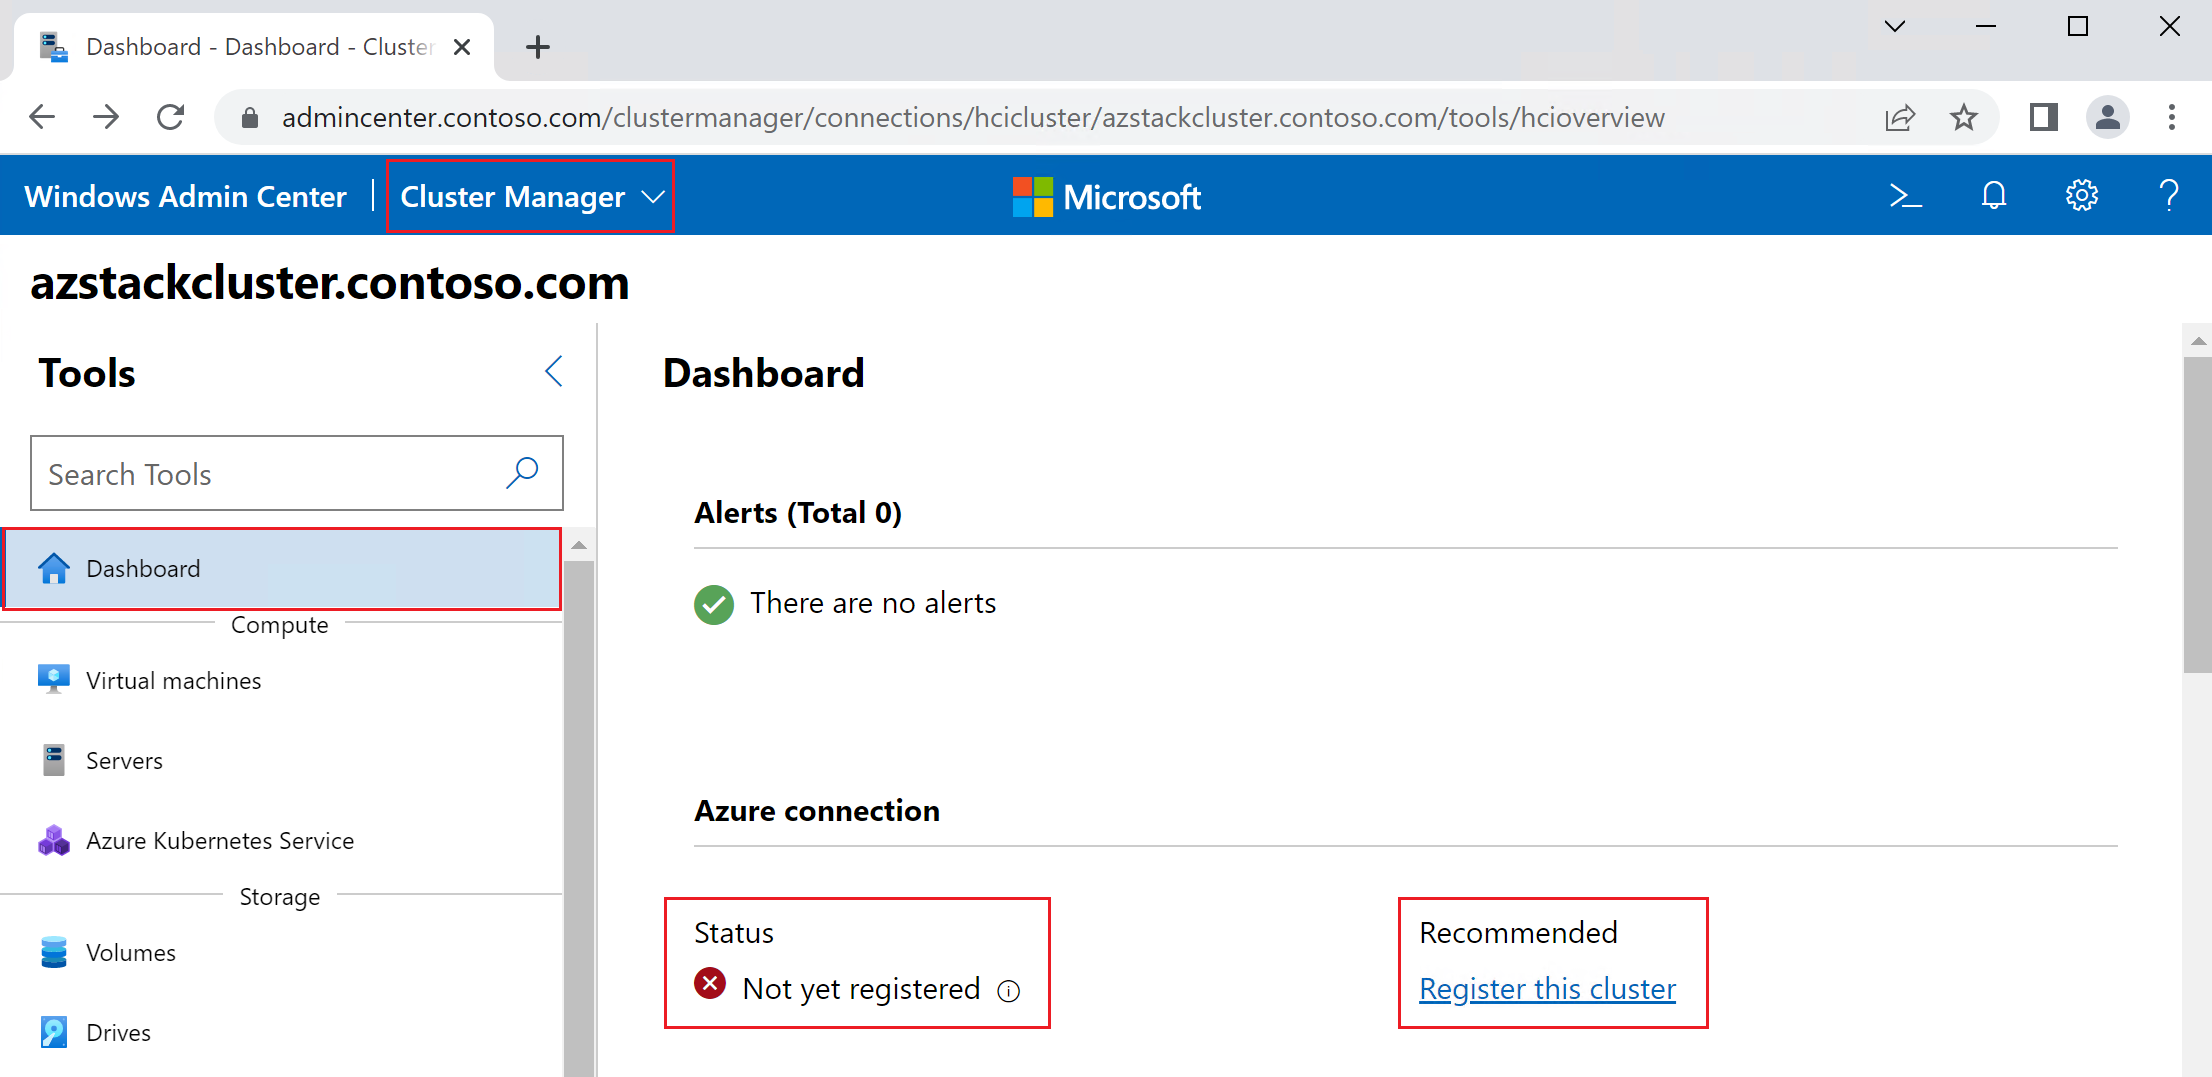 Dashboard - Dashboard - Cluster
admincenter.contoso.com/clustermanager/connections/hcicluster/azstackcluster.contoso.com/tools/hcioverview
Windows Admin Center | Cluster Manager
Microsoft
azstackcluster.contoso.com
Tools
Search Tools
Dashboard
Compute
Virtual machines
Servers
Azure Kubernetes Service
Storage
Volumes
Drives
Dashboard
Alerts (Total 0)
There are no alerts
Azure connection
Status
Not yet registered
Recommended
Register this cluster